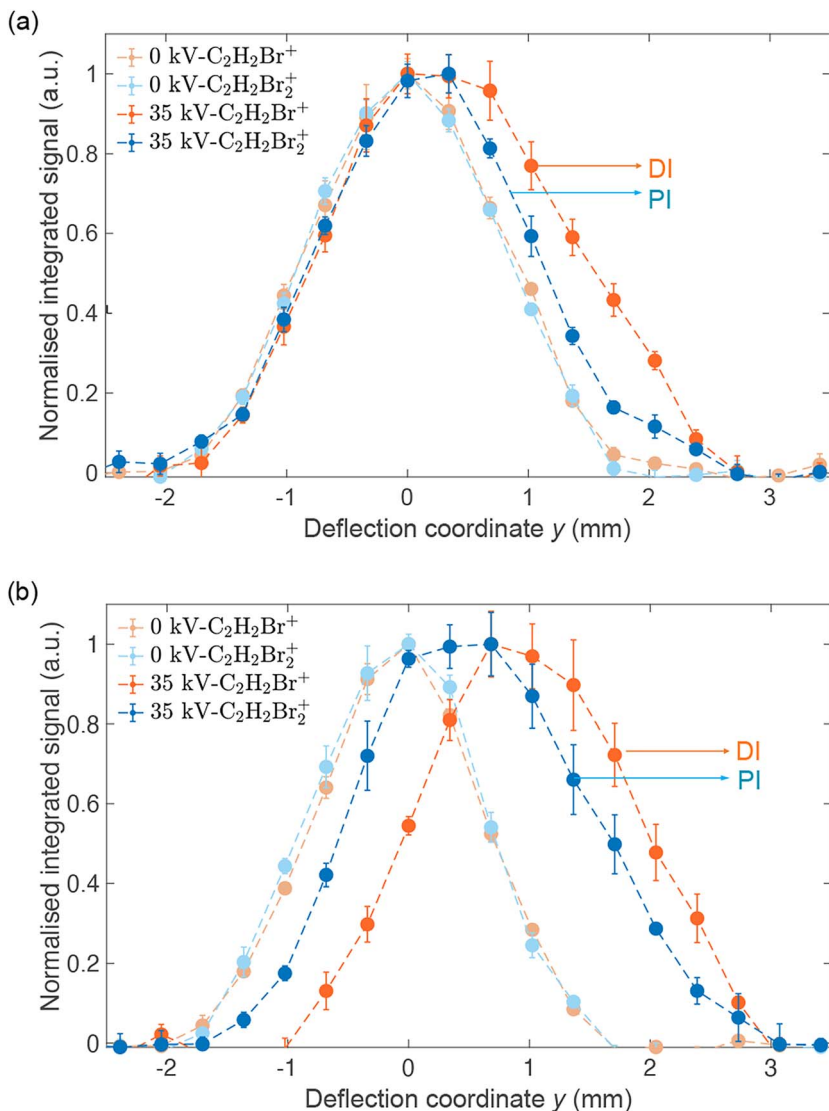 (a)
0 kV-C₂H₂Br⁺
0 kV-C₂H₂Br₂⁺
35 kV-C₂H₂Br⁺
35 kV-C₂H₂Br₂⁺
DI
PI
Normalised integrated signal (a.u.)
1
0.8
0.6
0.4
0.2
0
-2 -1 0 1 2 3
Deflection coordinate y (mm)
(b)
0 kV-C₂H₂Br⁺
0 kV-C₂H₂Br₂⁺
35 kV-C₂H₂Br⁺
35 kV-C₂H₂Br₂⁺
DI
PI
Normalised integrated signal (a.u.)
1
0.8
0.6
0.4
0.2
0
-2 -1 0 1 2 3
Deflection coordinate y (mm)